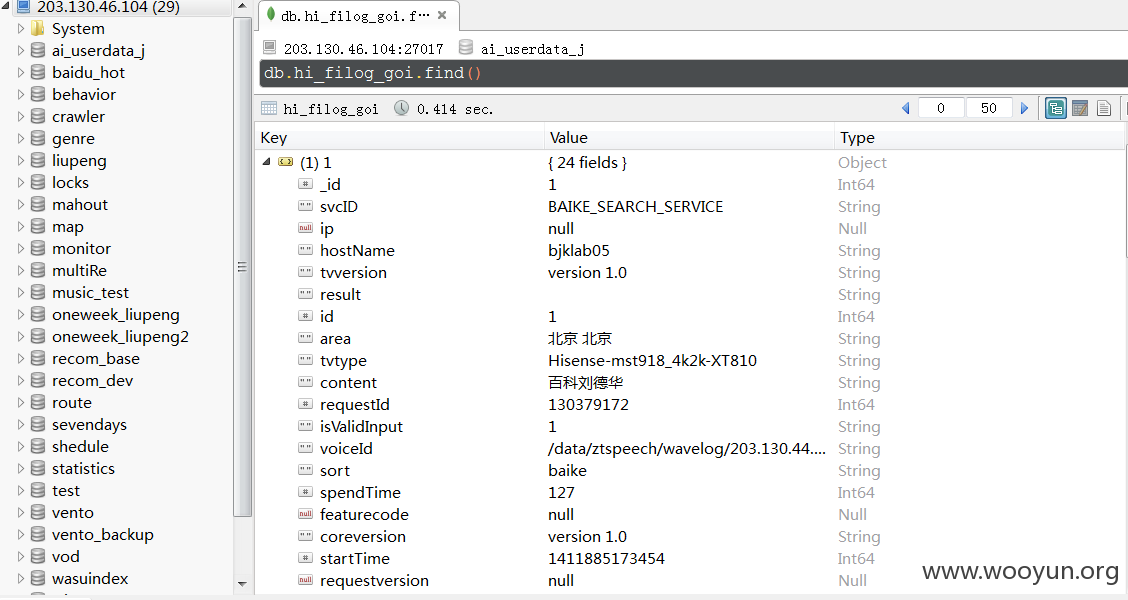 203.130.46.104 (29)
System
ai_userdata_j
baidu_hot
behavior
crawler
genre
liupeng
locks
mahout
map
monitor
multiRe
music_test
oneweek_liupeng
oneweek_liupeng2
recom_base
recom_dev
route
sevendays
shedule
statistics
test
vento
vento_backup
vod
wasuindex
db.hi_filog_goi.f···
203.130.46.104:27017 ai_userdata_j
db.hi_filog_goi.find()
hi_filog_goi 0.414 sec. 0 50
Key Value Type
(1) 1 { 24 fields } Object
_id 1 Int64
svcID BAIKE_SEARCH_SERVICE String
ip null Null
hostName bjklab05 String
tvversion version 1.0 String
result String
id 1 Int64
area 北京 北京 String
tvtype Hisense-mst918_4k2k-XT810 String
content 百科刘德华 String
requestId 130379172 Int64
isValidInput 1 String
voiceId /data/ztspeech/wavelog/203.130.44.... String
sort baike String
spendTime 127 Int64
featurecode null Null
coreversion version 1.0 String
startTime 1411885173454 Int64
requestversion null Null
www.wooyun.org